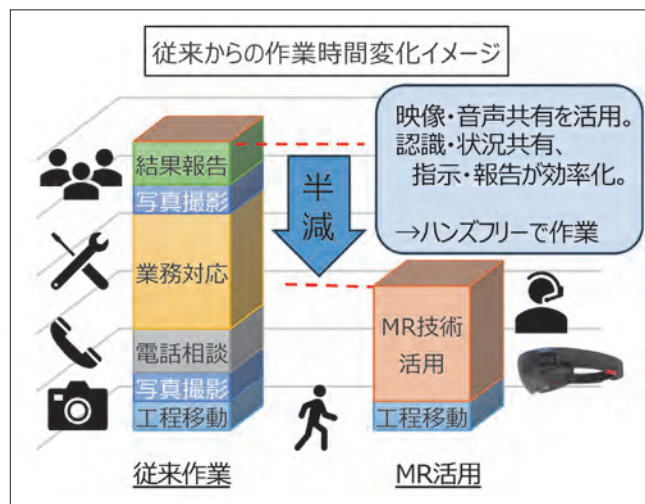 従来からの作業時間変化イメージ
映像・音声共有を活用。
認識・状況共有、
指示・報告が効率化。
→ハンズフリーで作業
結果報告
写真撮影
業務対応
電話相談
写真撮影
工程移動
半減
MR技術
活用
工程移動
従来作業
MR活用